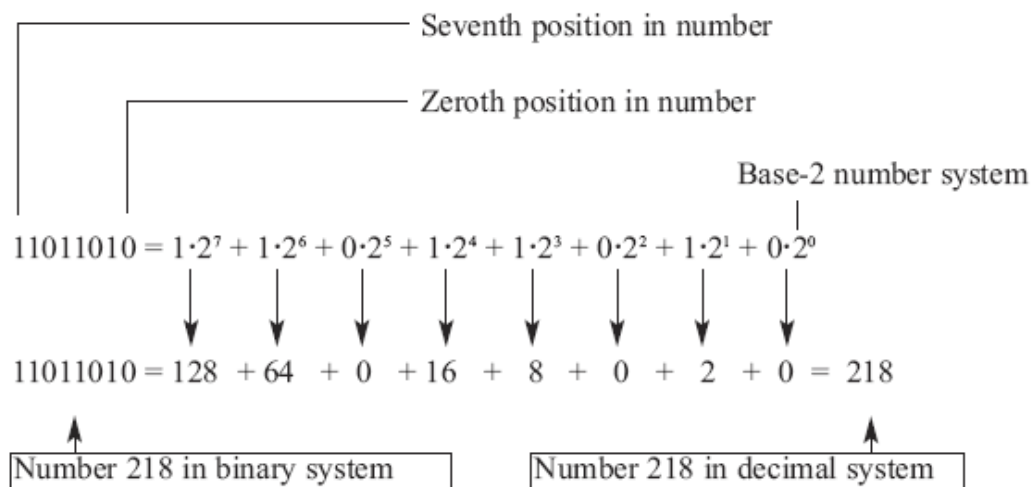 Seventh position in number
Zeroth position in number
Base-2 number system
11011010 = 1·2⁷ + 1·2⁶ + 0·2⁵ + 1·2⁴ + 1·2³ + 0·2² + 1·2¹ + 0·2⁰
11011010 = 128 + 64 + 0 + 16 + 8 + 0 + 2 + 0 = 218
Number 218 in binary system
Number 218 in decimal system